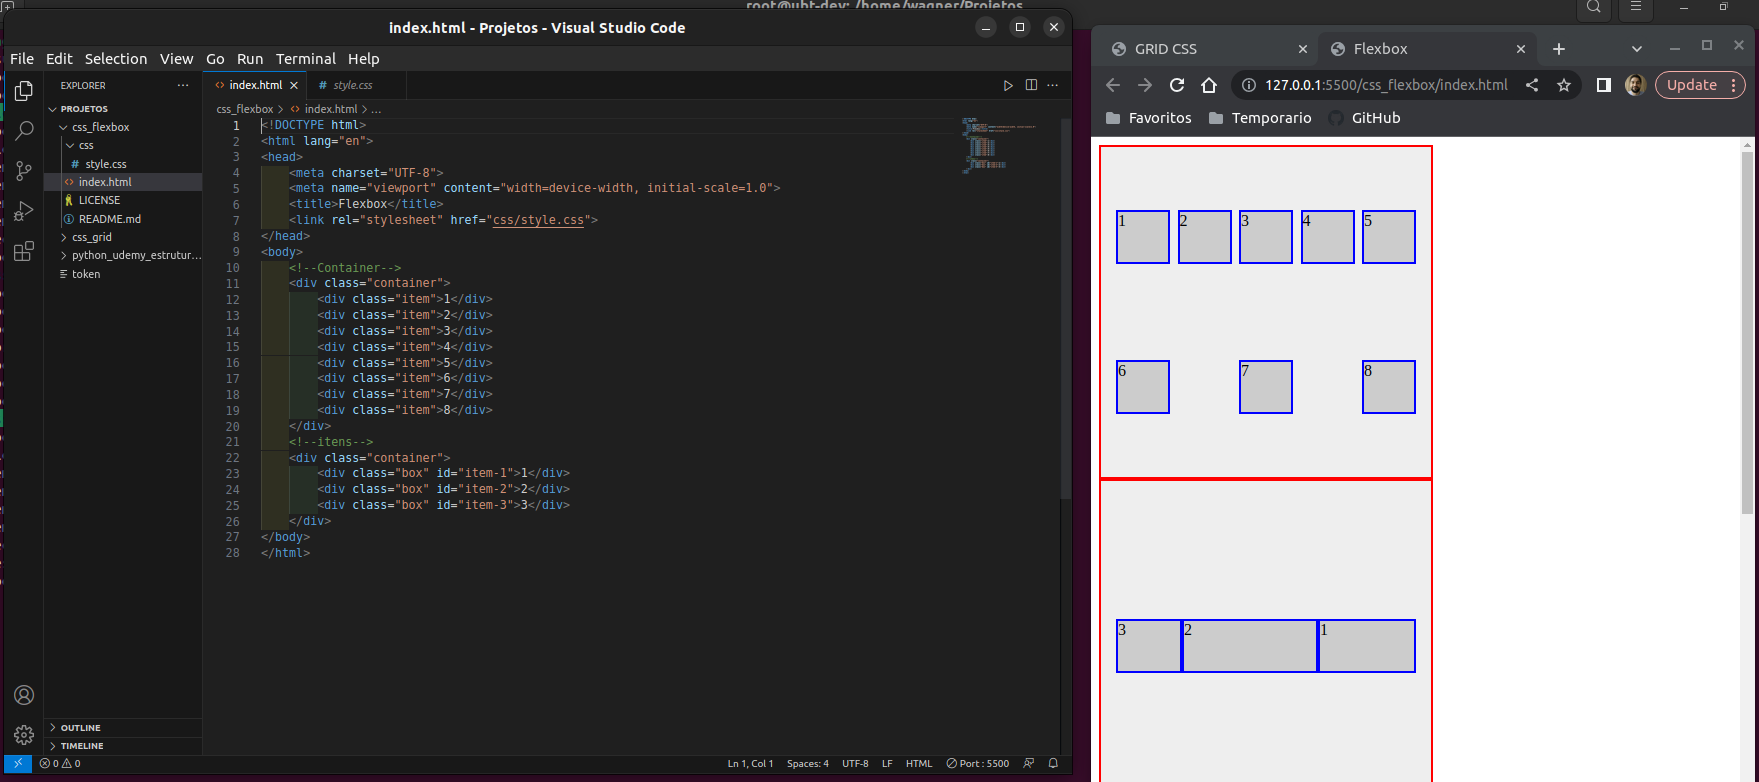 root@ubt-dev: /home/wagner/Projetos
index.html - Projetos - Visual Studio Code
File Edit Selection View Go Run Terminal Help
EXPLORER
PROJETOS
css_flexbox
css
# style.css
<> index.html
LICENSE
README.md
css_grid
python_udemy_estrutur...
token
OUTLINE
TIMELINE
<> index.html
# style.css
css_flexbox > <> index.html > ...
1 <!DOCTYPE html>
2 <html lang="en">
3 <head>
4 <meta charset="UTF-8">
5 <meta name="viewport" content="width=device-width, initial-scale=1.0">
6 <title>Flexbox</title>
7 <link rel="stylesheet" href="css/style.css">
8 </head>
9 <body>
10 <!--Container-->
11 <div class="container">
12 <div class="item">1</div>
13 <div class="item">2</div>
14 <div class="item">3</div>
15 <div class="item">4</div>
16 <div class="item">5</div>
17 <div class="item">6</div>
18 <div class="item">7</div>
19 <div class="item">8</div>
20 </div>
21 <!--itens-->
22 <div class="container">
23 <div class="box" id="item-1">1</div>
24 <div class="box" id="item-2">2</div>
25 <div class="box" id="item-3">3</div>
26 </div>
27 </body>
28 </html>
0 0
Ln 1, Col 1 Spaces: 4 UTF-8 LF HTML Port : 5500
GRID CSS
Flexbox
127.0.0.1:5500/css_flexbox/index.html
Update
Favoritos Temporario GitHub
1 2 3 4 5
6 7 8
3 2 1